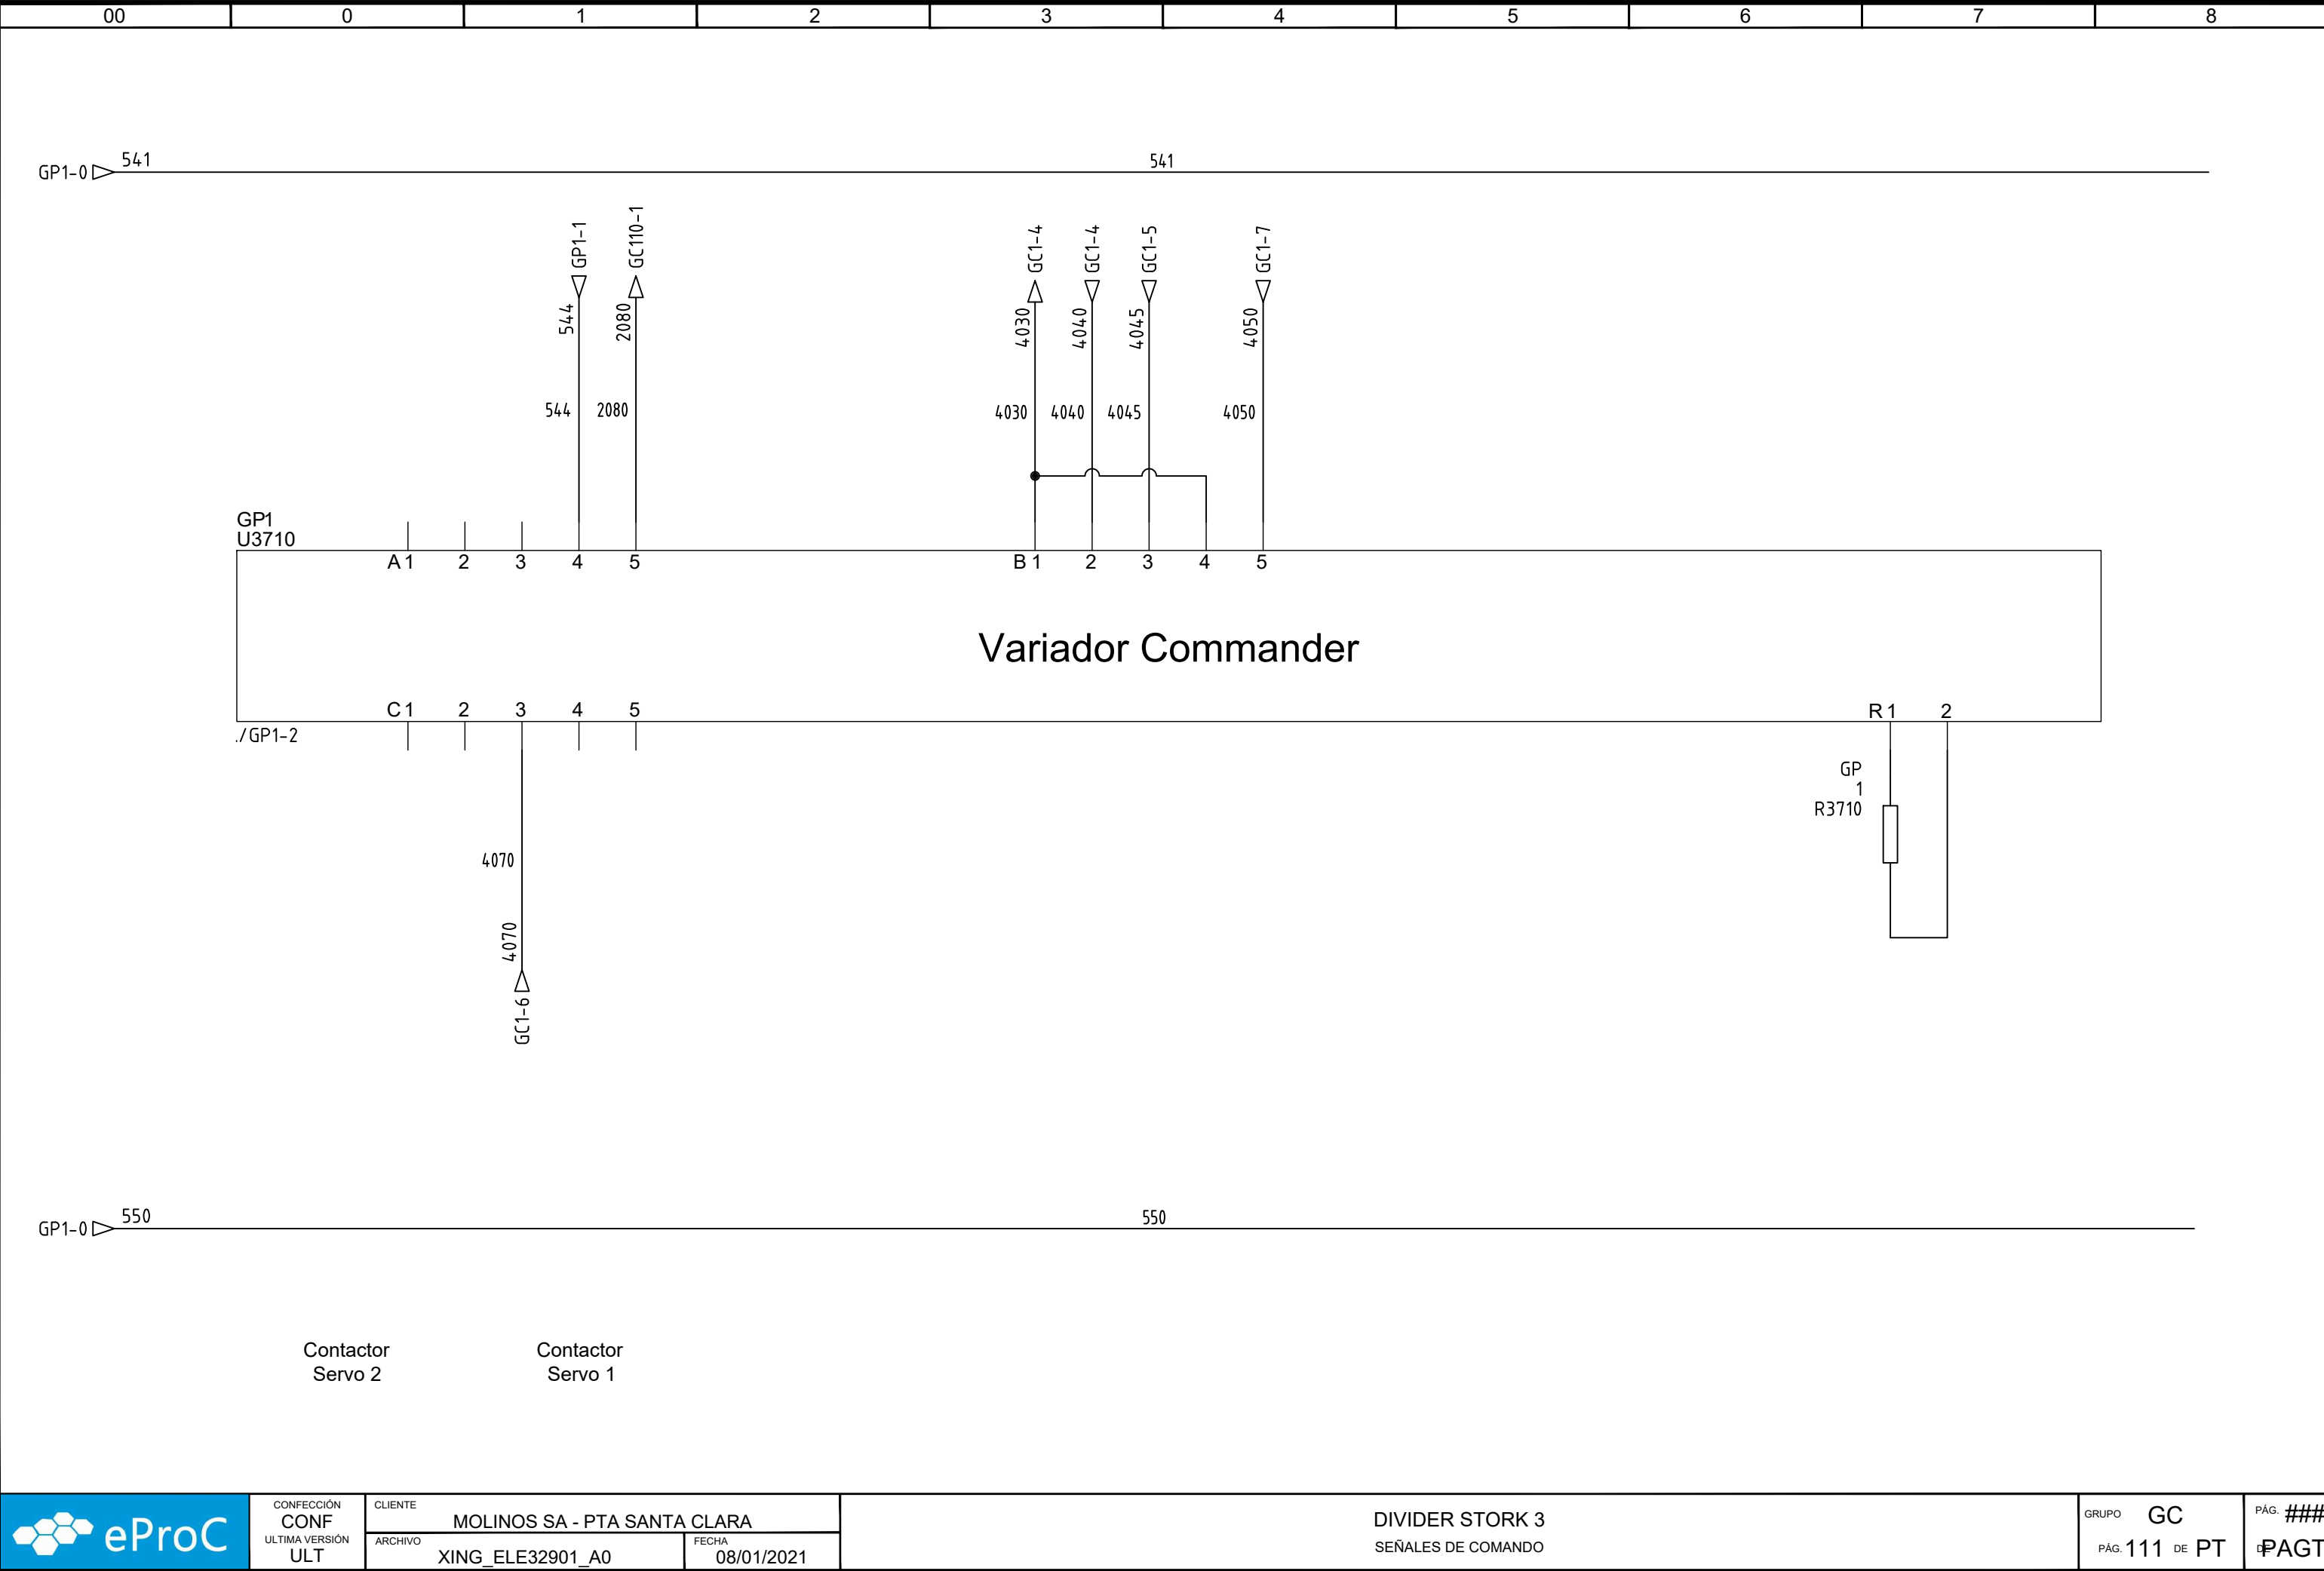 00 0 1 2 3 4 5 6 7 8
541 541
GP1-0
GP1-1 GC110-1 GC1-4 GC1-4 GC1-5 GC1-7
544 2080 4030 4040 4045 4050
544 2080 4030 4040 4045 4050
GP1
U3710
A 1 2 3 4 5 B 1 2 3 4 5
Variador Commander
C 1 2 3 4 5 R 1 2
./GP1-2
GP
1
R3710
4070
4070
GC1-6
550 550
GP1-0
Contactor Contactor
Servo 2 Servo 1
eProC
CONFECCIÓN
CONF
ULTIMA VERSIÓN
ULT
CLIENTE
MOLINOS SA - PTA SANTA CLARA
ARCHIVO
XING_ELE32901_A0
FECHA
08/01/2021
DIVIDER STORK 3
SEÑALES DE COMANDO
GRUPO GC
PÁG. 111 DE PT
PÁG. ###
DE PAGT